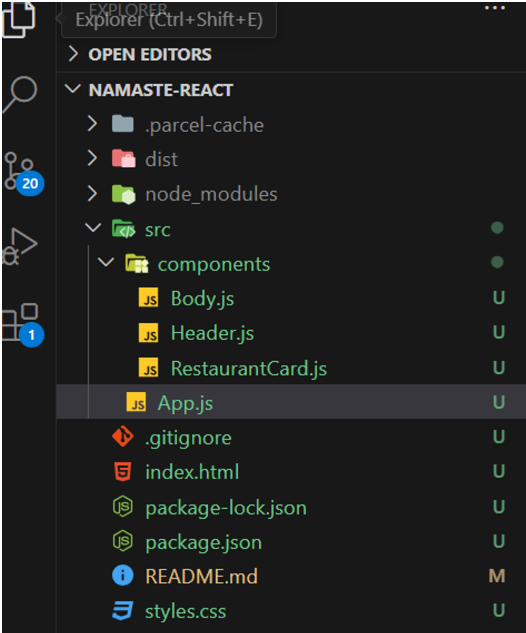 EXPLORER
...
Explorer (Ctrl+Shift+E)
OPEN EDITORS
NAMASTE-REACT
.parcel-cache
dist
node_modules
20
src
components
JS Body.js U
JS Header.js U
1
JS RestaurantCard.js U
JS App.js U
.gitignore U
index.html U
package-lock.json U
package.json U
README.md M
styles.css U